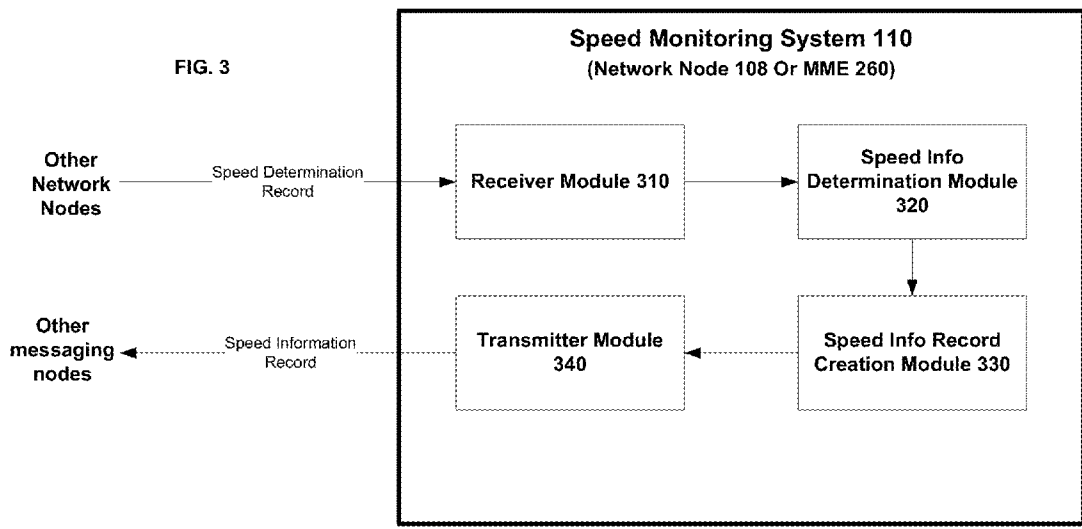 Speed Monitoring System 110
(Network Node 108 Or MME 260)
FIG. 3
Other
Network
Nodes
Speed Determination
Record
Receiver Module 310
Speed Info
Determination Module
320
Other
messaging
nodes
Speed Information
Record
Transmitter Module
340
Speed Info Record
Creation Module 330